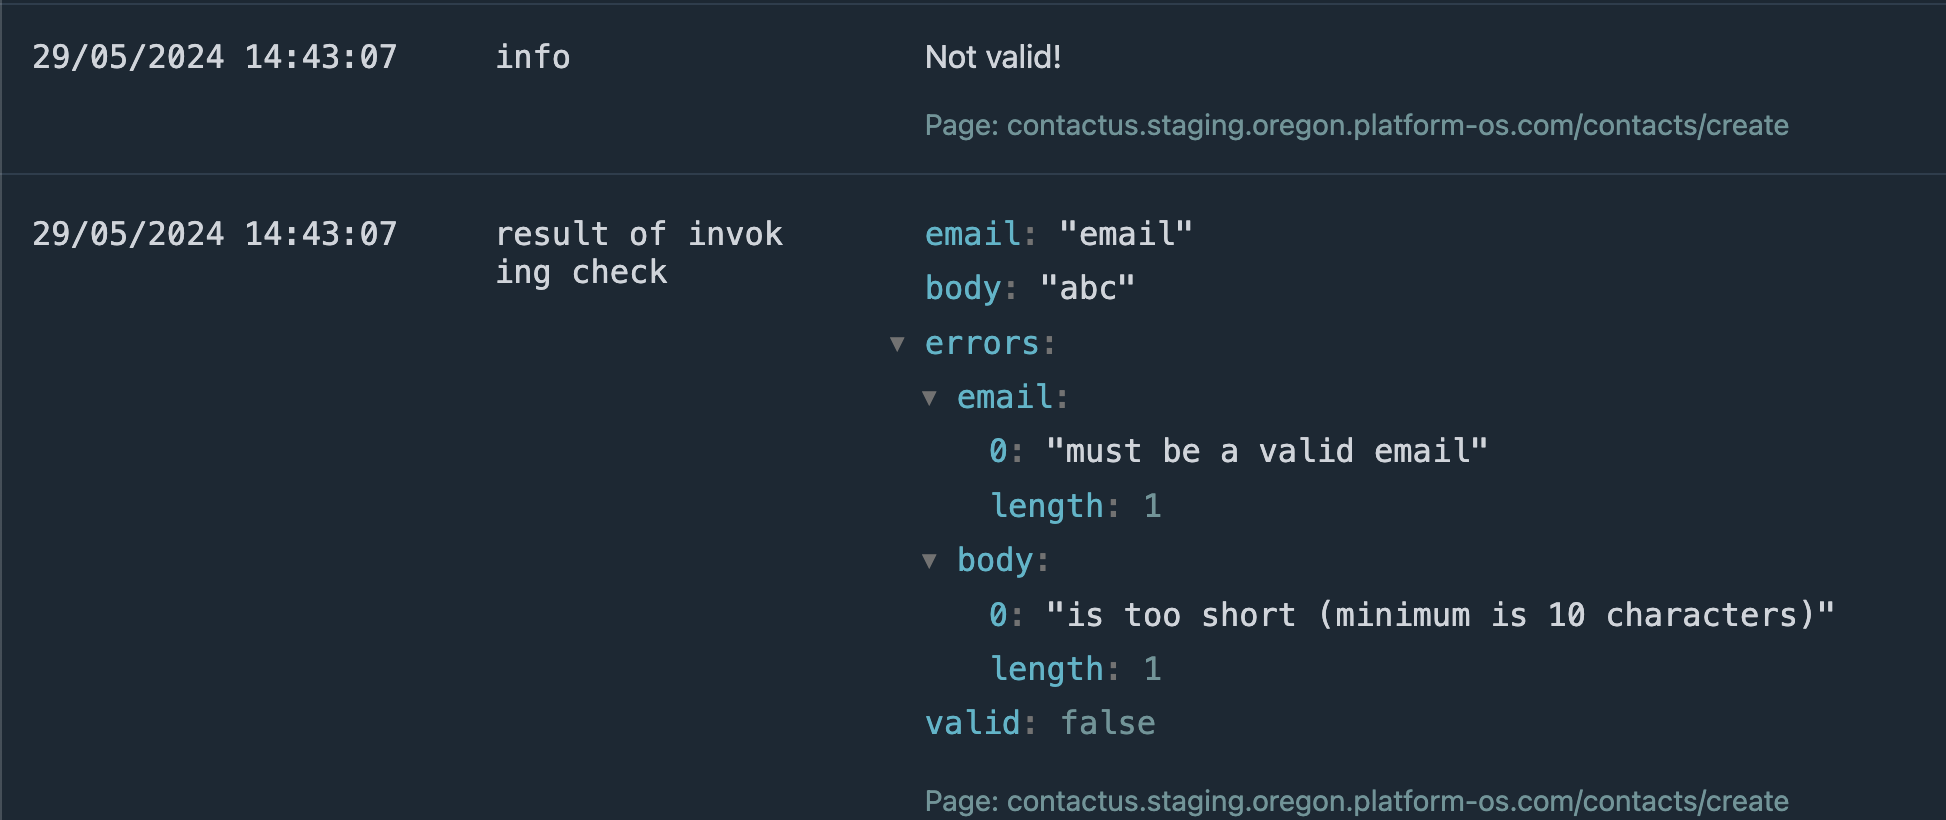 29/05/2024 14:43:07 info Not valid!
Page: contactus.staging.oregon.platform-os.com/contacts/create
29/05/2024 14:43:07 result of invok email: "email"
ing check
body: "abc"
▼ errors:
▼ email:
0: "must be a valid email"
length: 1
▼ body:
0: "is too short (minimum is 10 characters)"
length: 1
valid: false
Page: contactus.staging.oregon.platform-os.com/contacts/create